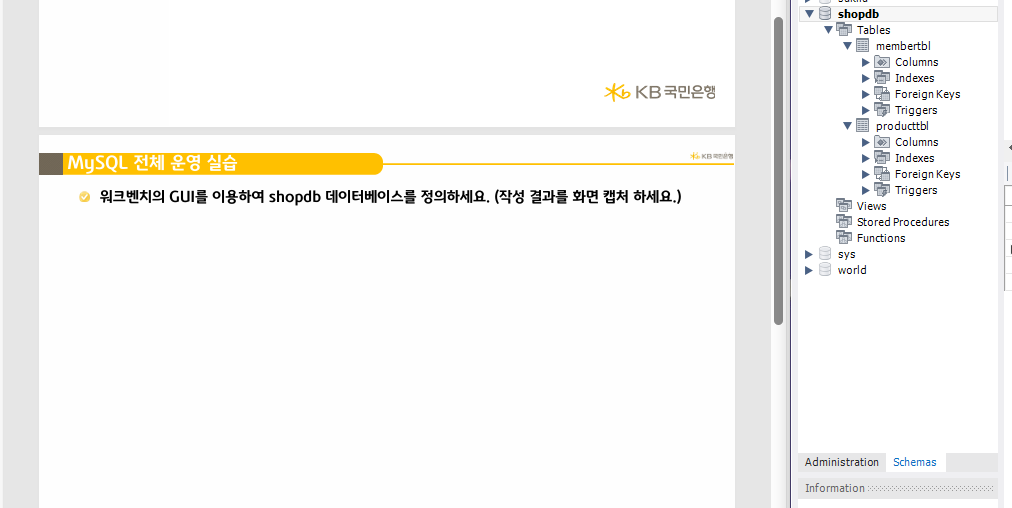 KB국민은행
MySQL 전체 운영 실습
KB국민은행
워크벤치의 GUI를 이용하여 shopdb 데이터베이스를 정의하세요. (작성 결과를 화면 캡처 하세요.)
shopdb
Tables
membertbl
Columns
Indexes
Foreign Keys
Triggers
producttbl
Columns
Indexes
Foreign Keys
Triggers
Views
Stored Procedures
Functions
sys
world
Administration Schemas
Information